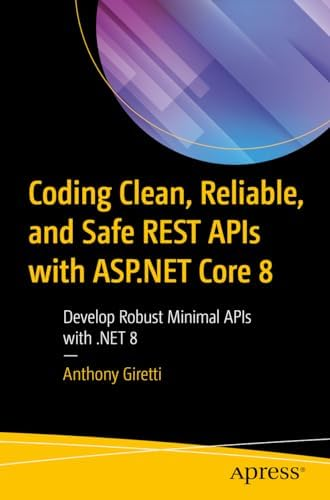 Coding Clean, Reliable,
and Safe REST APIs
with ASP.NET Core 8
Develop Robust Minimal APIs
with .NET 8
—
Anthony Giretti
Apress®